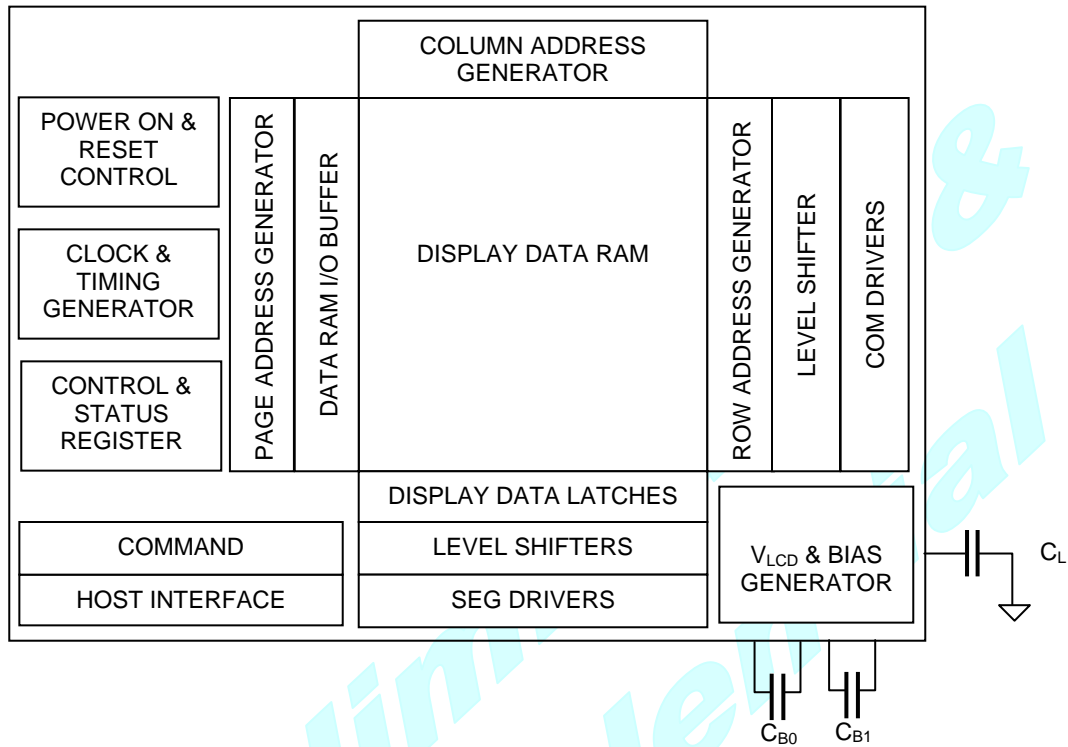 COLUMN ADDRESS
GENERATOR
POWER ON &
RESET
CONTROL
CLOCK &
TIMING
GENERATOR
CONTROL &
STATUS
REGISTER
PAGE ADDRESS GENERATOR
DATA RAM I/O BUFFER
DISPLAY DATA RAM
ROW ADDRESS GENERATOR
LEVEL SHIFTER
COM DRIVERS
DISPLAY DATA LATCHES
COMMAND
LEVEL SHIFTERS
HOST INTERFACE
SEG DRIVERS
VLCD & BIAS
GENERATOR
CL
CB0
CB1
&